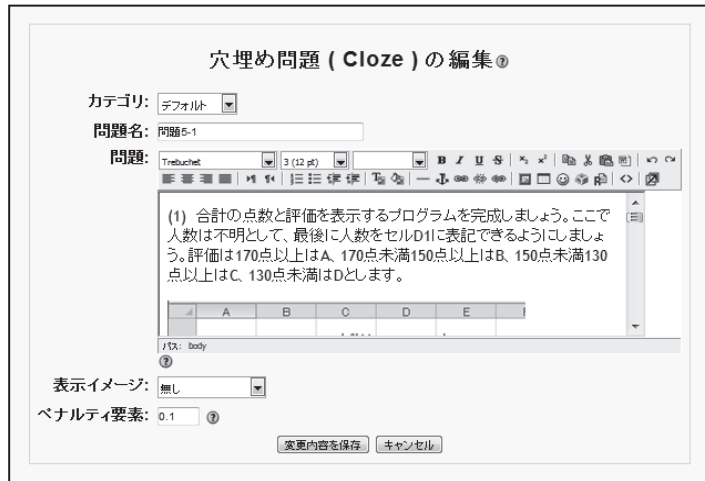 穴埋め問題 ( Cloze ) の編集
カテゴリ: デフォルト
問題名: 問題5-1
問題: Trebuchet 3 (12 pt) B I U S
(1) 合計の点数と評価を表示するプログラムを完成しましょう。ここで
人数は不明として、最後に人数をセルD1に表記できるようにしましょ
う。評価は170点以上はA、170点未満150点以上はB、150点未満130
点以上はC、130点未満はDとします。
A B C D E
パス: body
表示イメージ: 無し
ペナルティ要素: 0.1
変更内容を保存 キャンセル